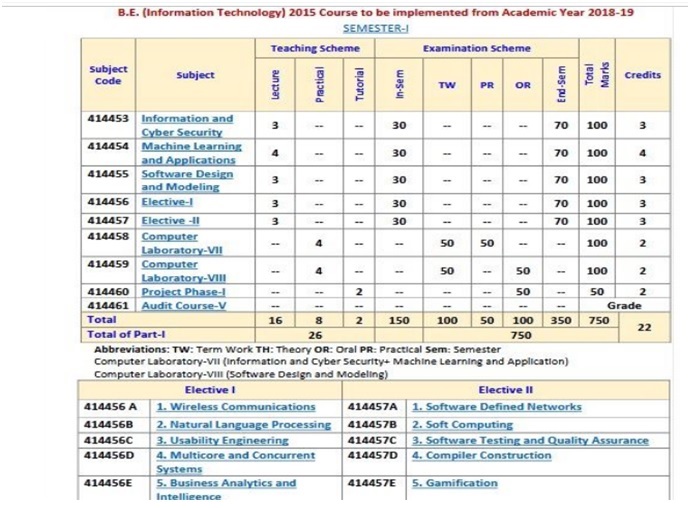 B.E. (Information Technology) 2015 Course to be implemented from Academic Year 2018-19
SEMESTER-I
Subject Code Subject Teaching Scheme Examination Scheme Total Marks Credits
Lecture Practical Tutorial In-Sem TW PR OR End-Sem
414453 Information and Cyber Security 3 -- -- 30 -- -- -- 70 100 3
414454 Machine Learning and Applications 4 -- -- 30 -- -- -- 70 100 4
414455 Software Design and Modeling 3 -- -- 30 -- -- -- 70 100 3
414456 Elective-I 3 -- -- 30 -- -- -- 70 100 3
414457 Elective -II 3 -- -- 30 -- -- -- 70 100 3
414458 Computer Laboratory-VII -- 4 -- -- 50 50 -- -- 100 2
414459 Computer Laboratory-VIII -- 4 -- -- 50 -- 50 -- 100 2
414460 Project Phase-I -- -- 2 -- -- -- 50 -- 50 2
414461 Audit Course-V -- -- -- -- -- -- -- -- Grade
Total 16 8 2 150 100 50 100 350 750 22
Total of Part-I 26 750
Abbreviations: TW: Term Work TH: Theory OR: Oral PR: Practical Sem: Semester
Computer Laboratory-VII (Information and Cyber Security+ Machine Learning and Application)
Computer Laboratory-VIII (Software Design and Modeling)
Elective I Elective II
414456 A 1. Wireless Communications 414457A 1. Software Defined Networks
414456B 2. Natural Language Processing 414457B 2. Soft Computing
414456C 3. Usability Engineering 414457C 3. Software Testing and Quality Assurance
414456D 4. Multicore and Concurrent Systems 414457D 4. Compiler Construction
414456E 5. Business Analytics and Intelligence 414457E 5. Gamification